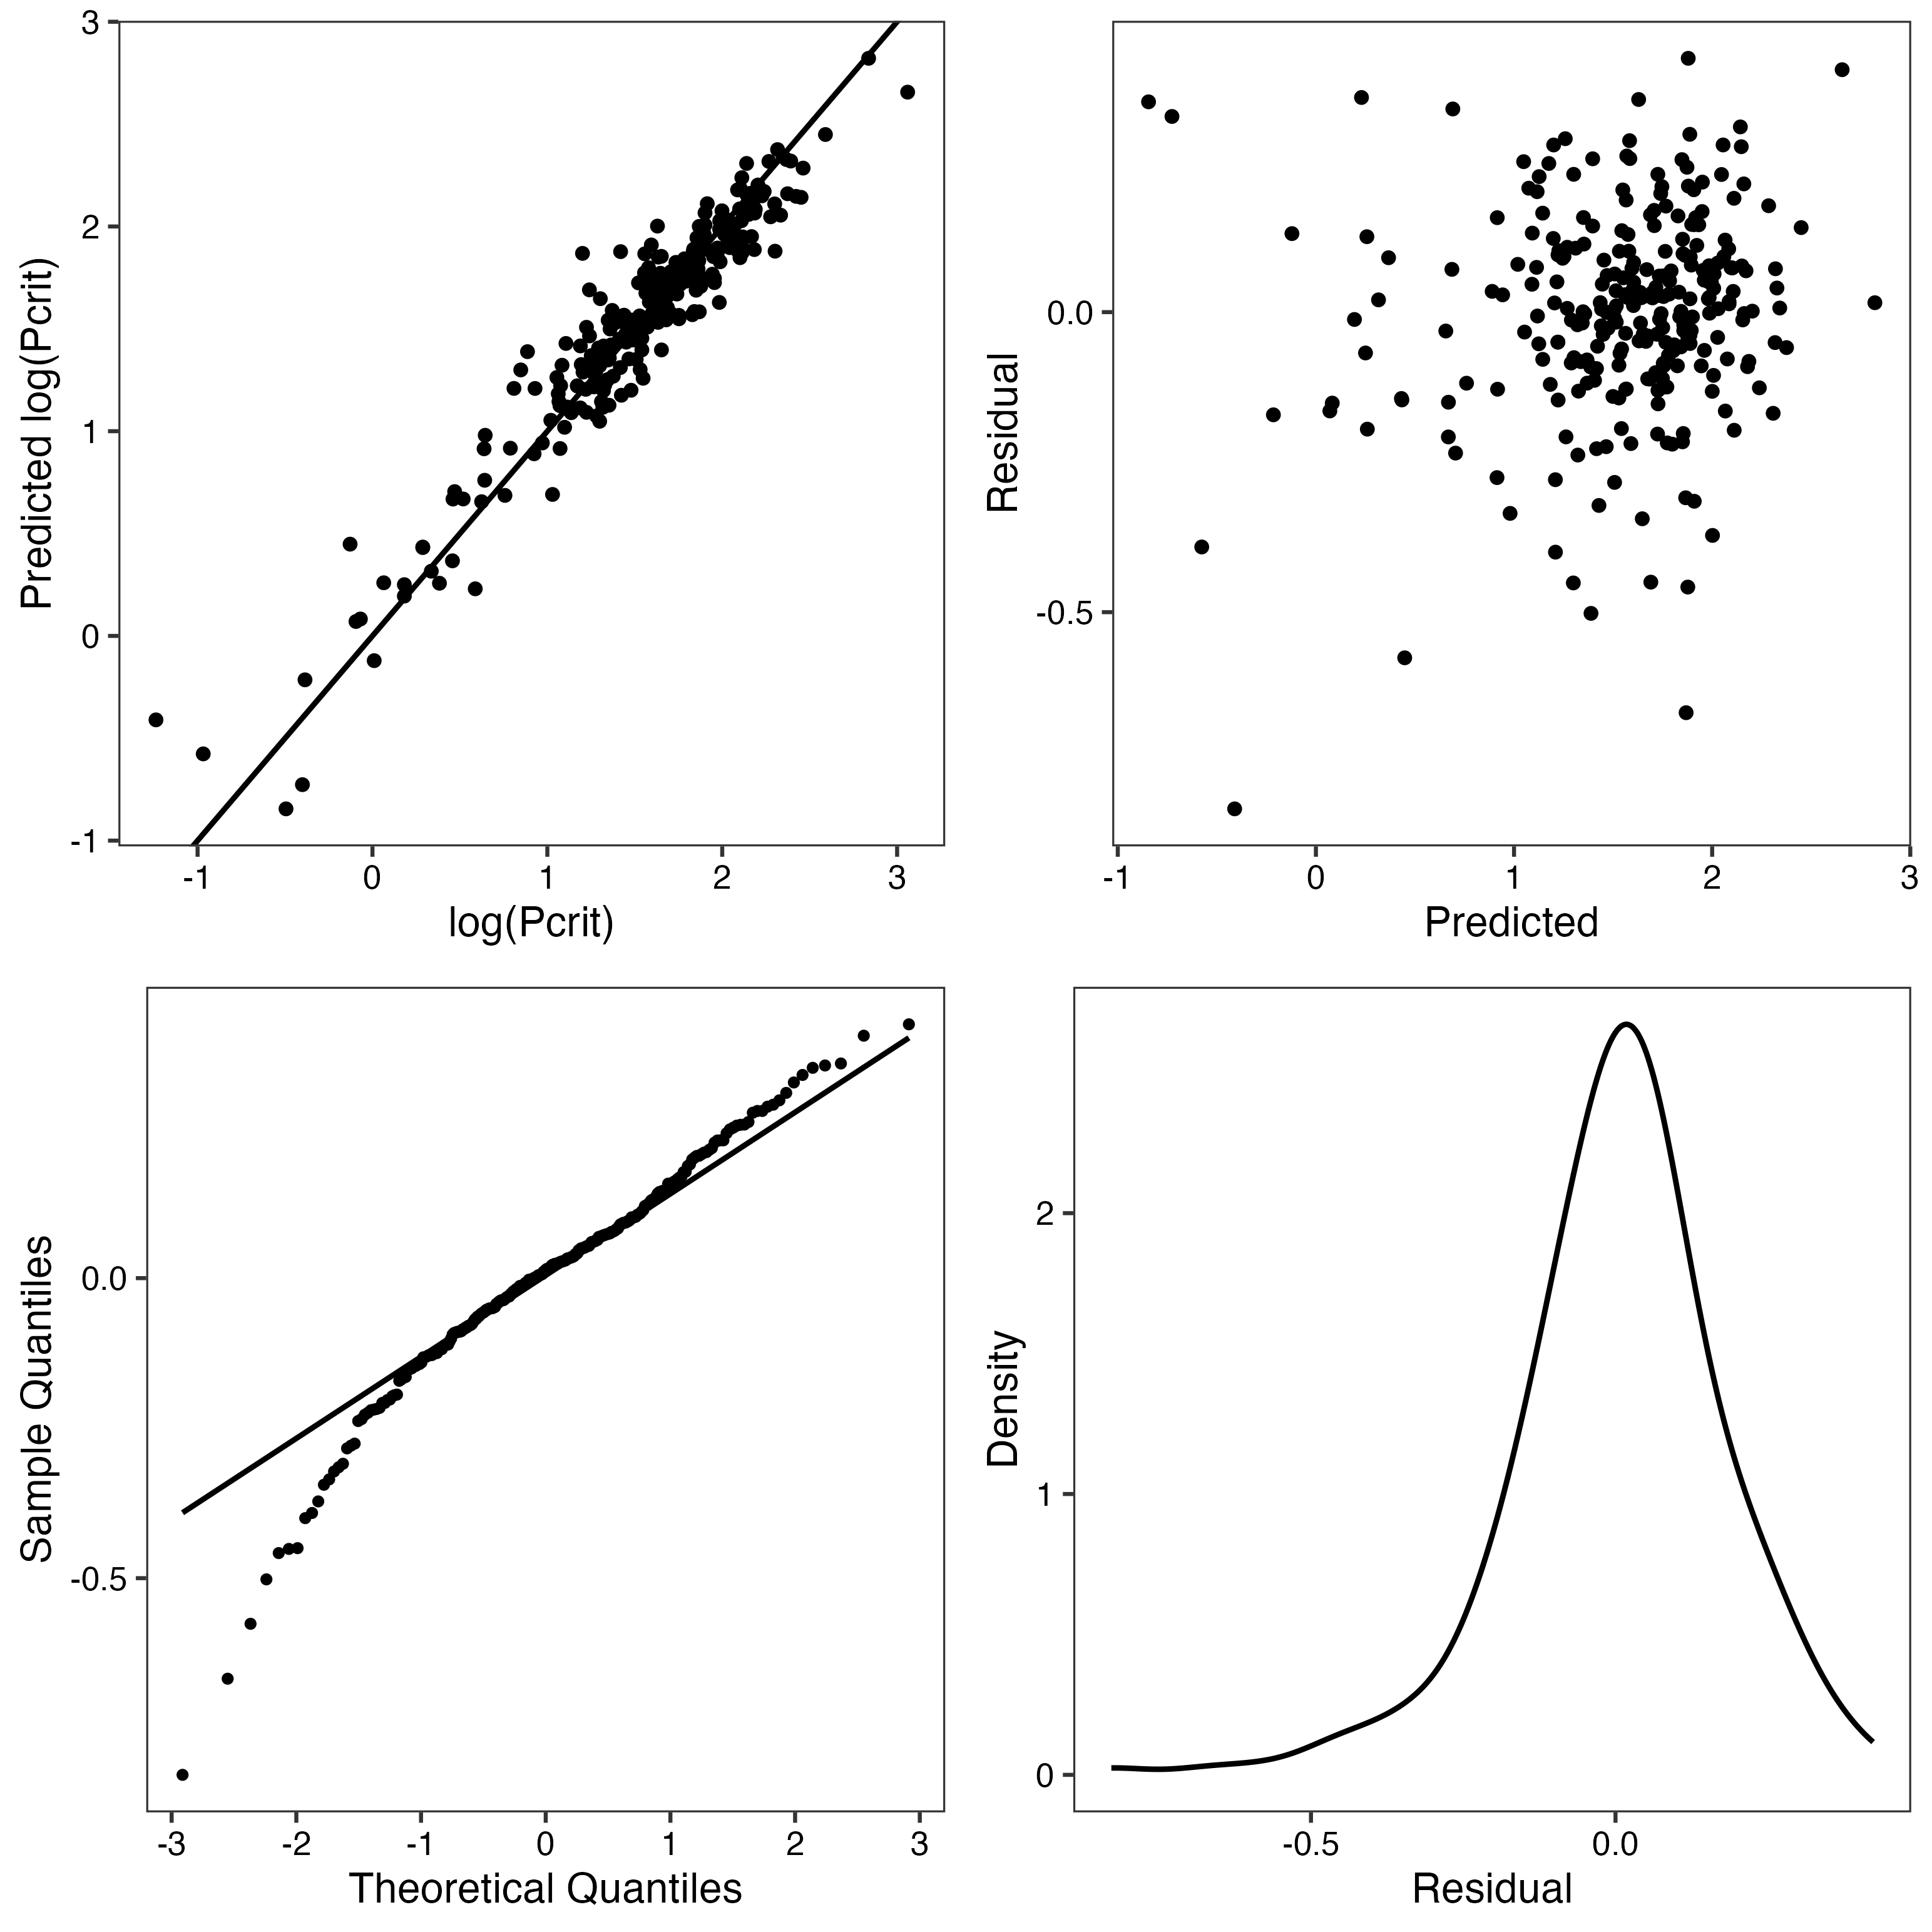 3
2
1
0
-1
Predicted log(Pcrit)
-1 0 1 2 3
log(Pcrit)
0.0
-0.5
Residual
-1 0 1 2 3
Predicted
0.0
-0.5
Sample Quantiles
-3 -2 -1 0 1 2 3
Theoretical Quantiles
2
1
0
Density
-0.5 0.0
Residual